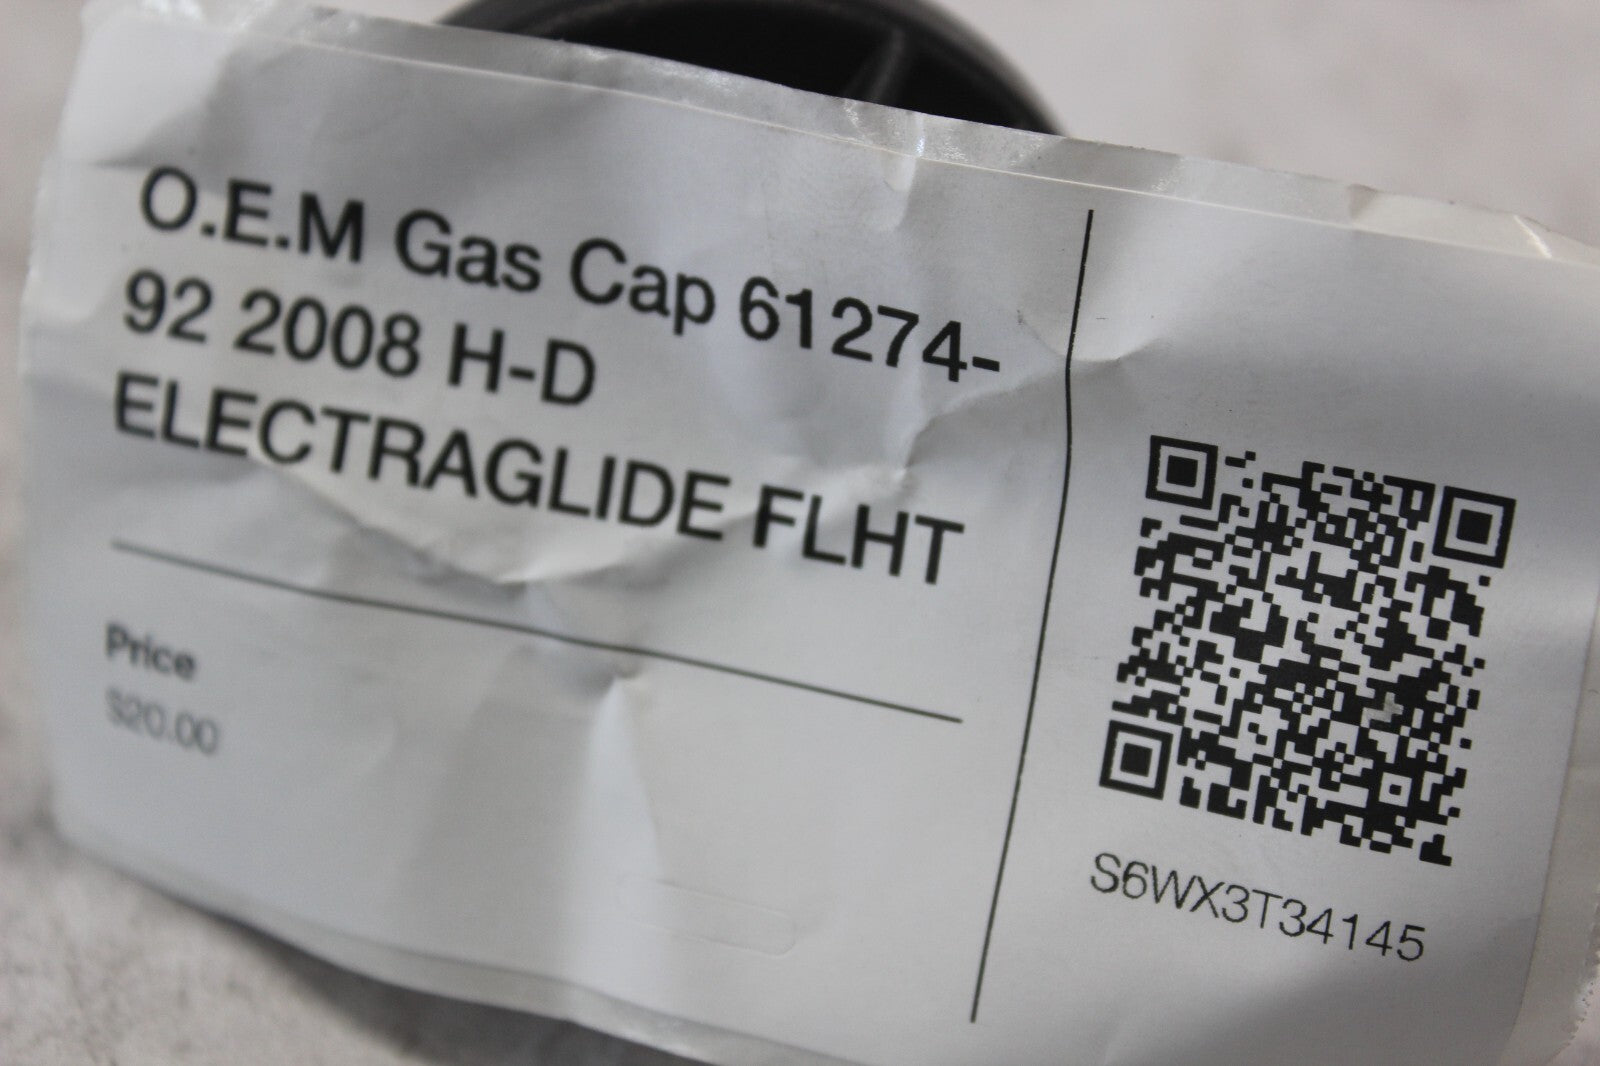 O.E.M Gas Cap 61274-
92 2008 H-D
ELECTRAGLIDE FLHT
Price
$20.00
S6WX3T34145